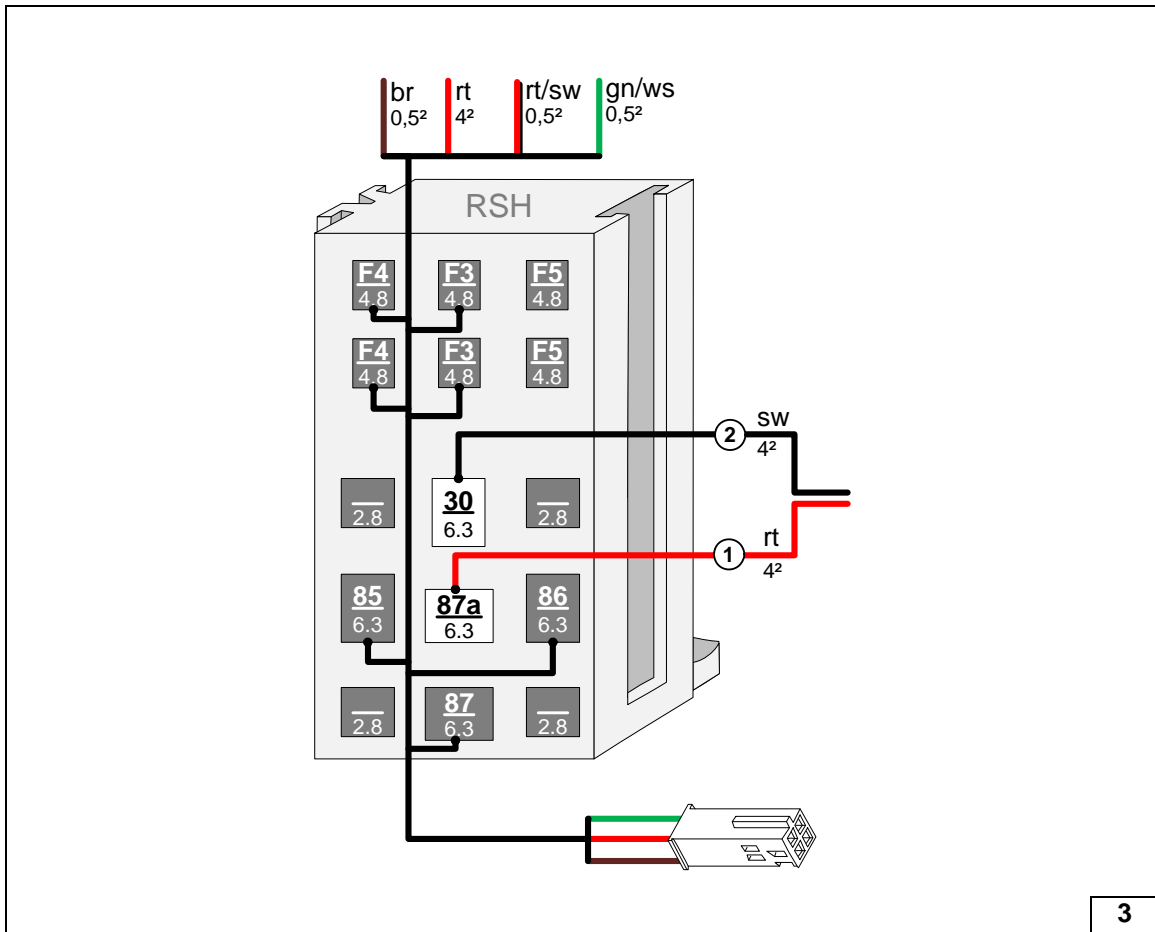 br rt rt/sw gn/ws
0,5² 4² 0,5² 0,5²
RSH
F4 F3 F5
4.8 4.8 4.8
F4 F3 F5
4.8 4.8 4.8
2 sw
4²
30
2.8 6.3 2.8
1 rt
4²
85 87a 86
6.3 6.3 6.3
87
2.8 6.3 2.8
3